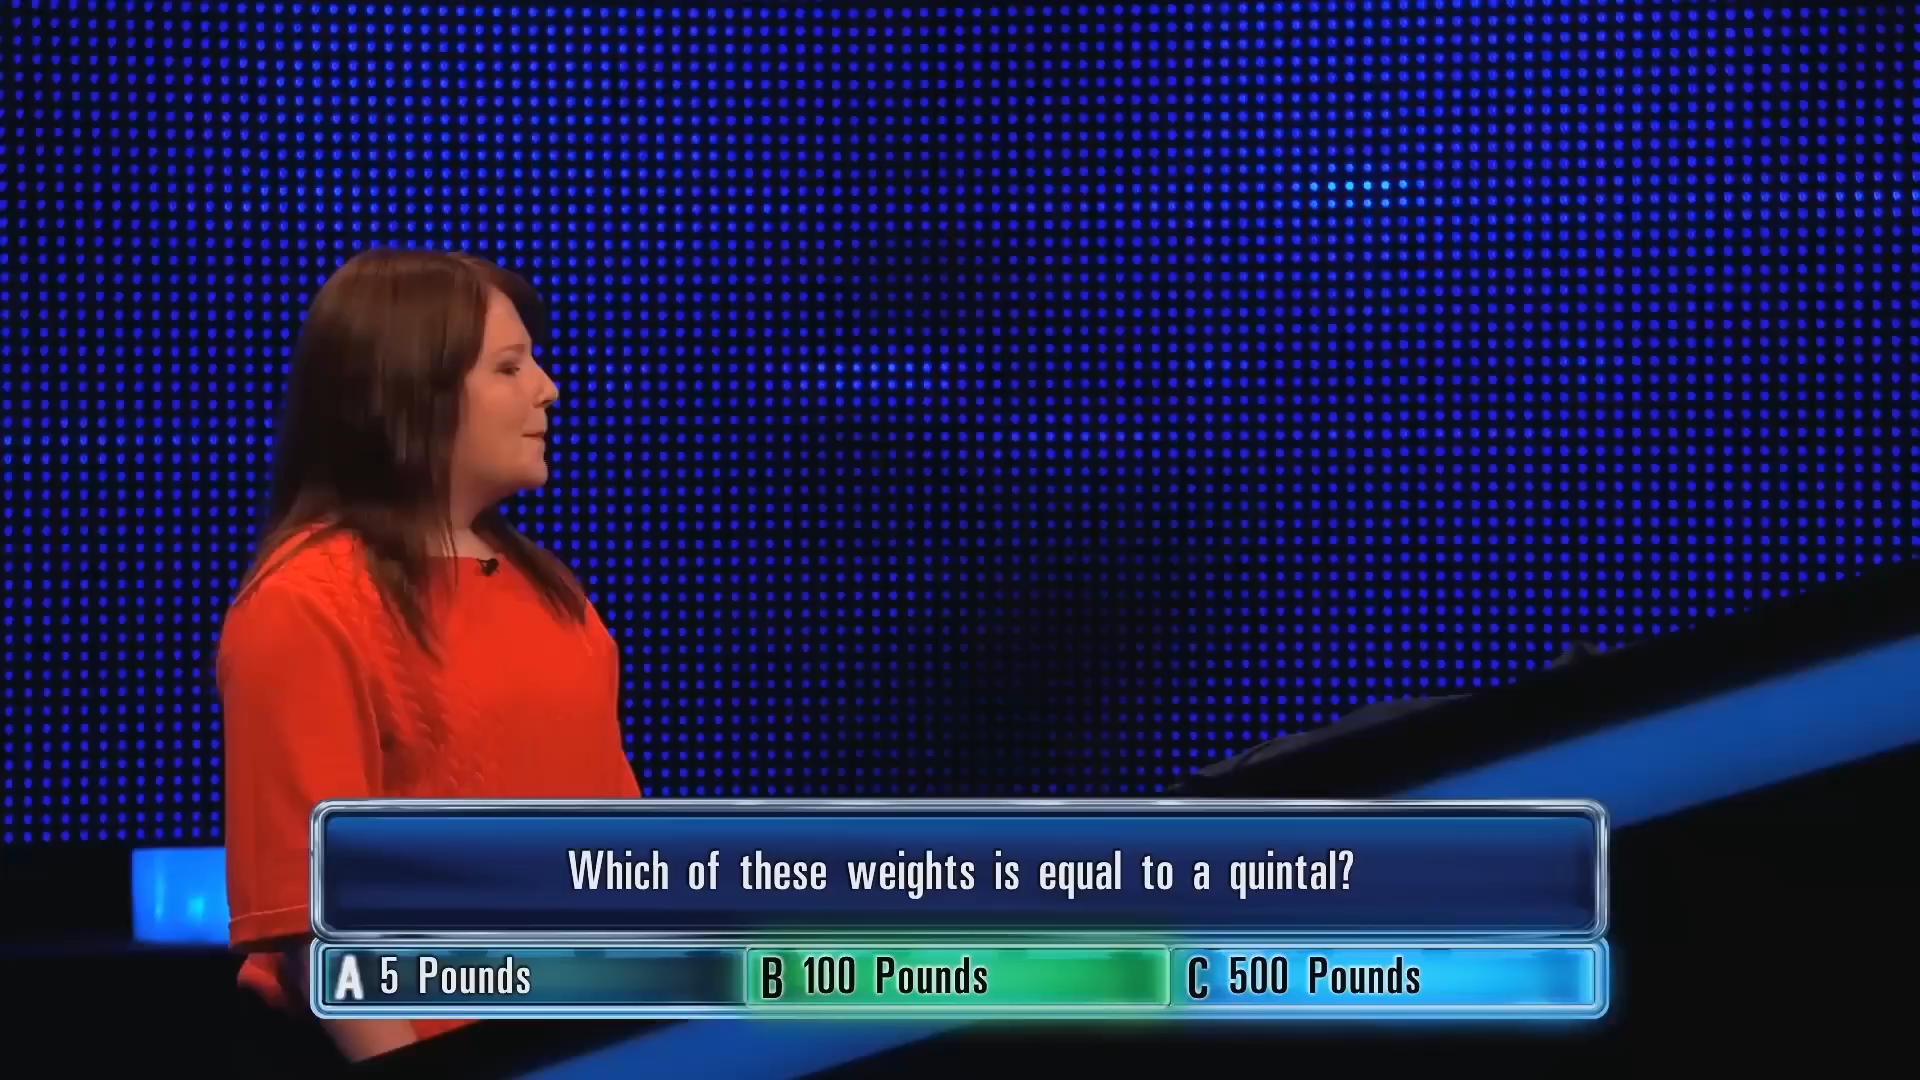 Which of these weights is equal to a quintal?
A 5 Pounds
B 100 Pounds
C 500 Pounds